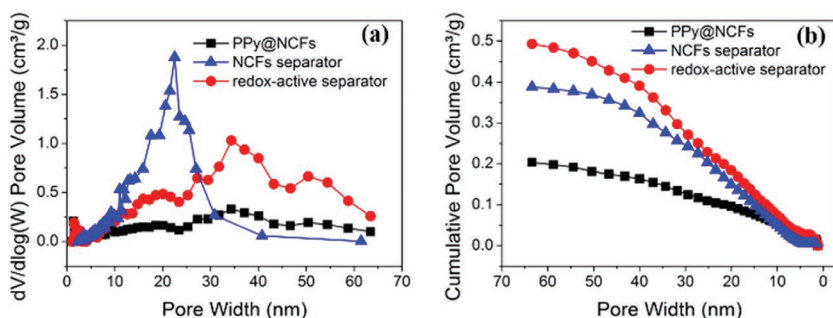 (a)
PPy@NCFs
NCFs separator
redox-active separator
dV/dlog(W) Pore Volume (cm³/g)
2.0
1.5
1.0
0.5
0.0
0 10 20 30 40 50 60 70
Pore Width (nm)
(b)
PPy@NCFs
NCFs separator
redox-active separator
Cumulative Pore Volume (cm³/g)
0.5
0.4
0.3
0.2
0.1
0.0
70 60 50 40 30 20 10 0
Pore Width (nm)